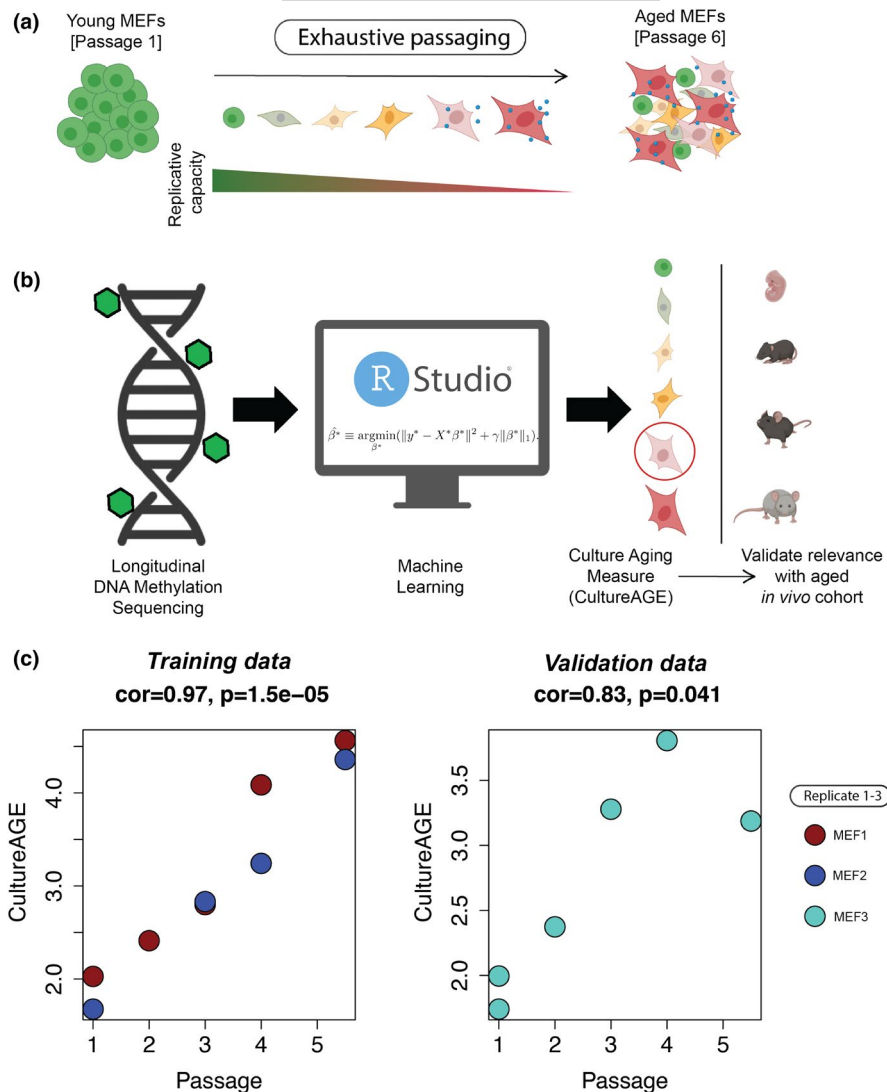 (a)
Young MEFs
[Passage 1]
Exhaustive passaging
Aged MEFs
[Passage 6]
Replicative
capacity
(b)
R Studio®
β̂* ≡ argmin(‖y* − X*β*‖² + γ‖β*‖₁).
β*
Longitudinal
DNA Methylation
Sequencing
Machine
Learning
Culture Aging
Measure
(CultureAGE)
Validate relevance
with aged
in vivo cohort
(c)
Training data
cor=0.97, p=1.5e−05
CultureAGE
4.0
3.0
2.0
1 2 3 4 5
Passage
Validation data
cor=0.83, p=0.041
CultureAGE
3.5
3.0
2.5
2.0
1 2 3 4 5
Passage
Replicate 1-3
MEF1
MEF2
MEF3